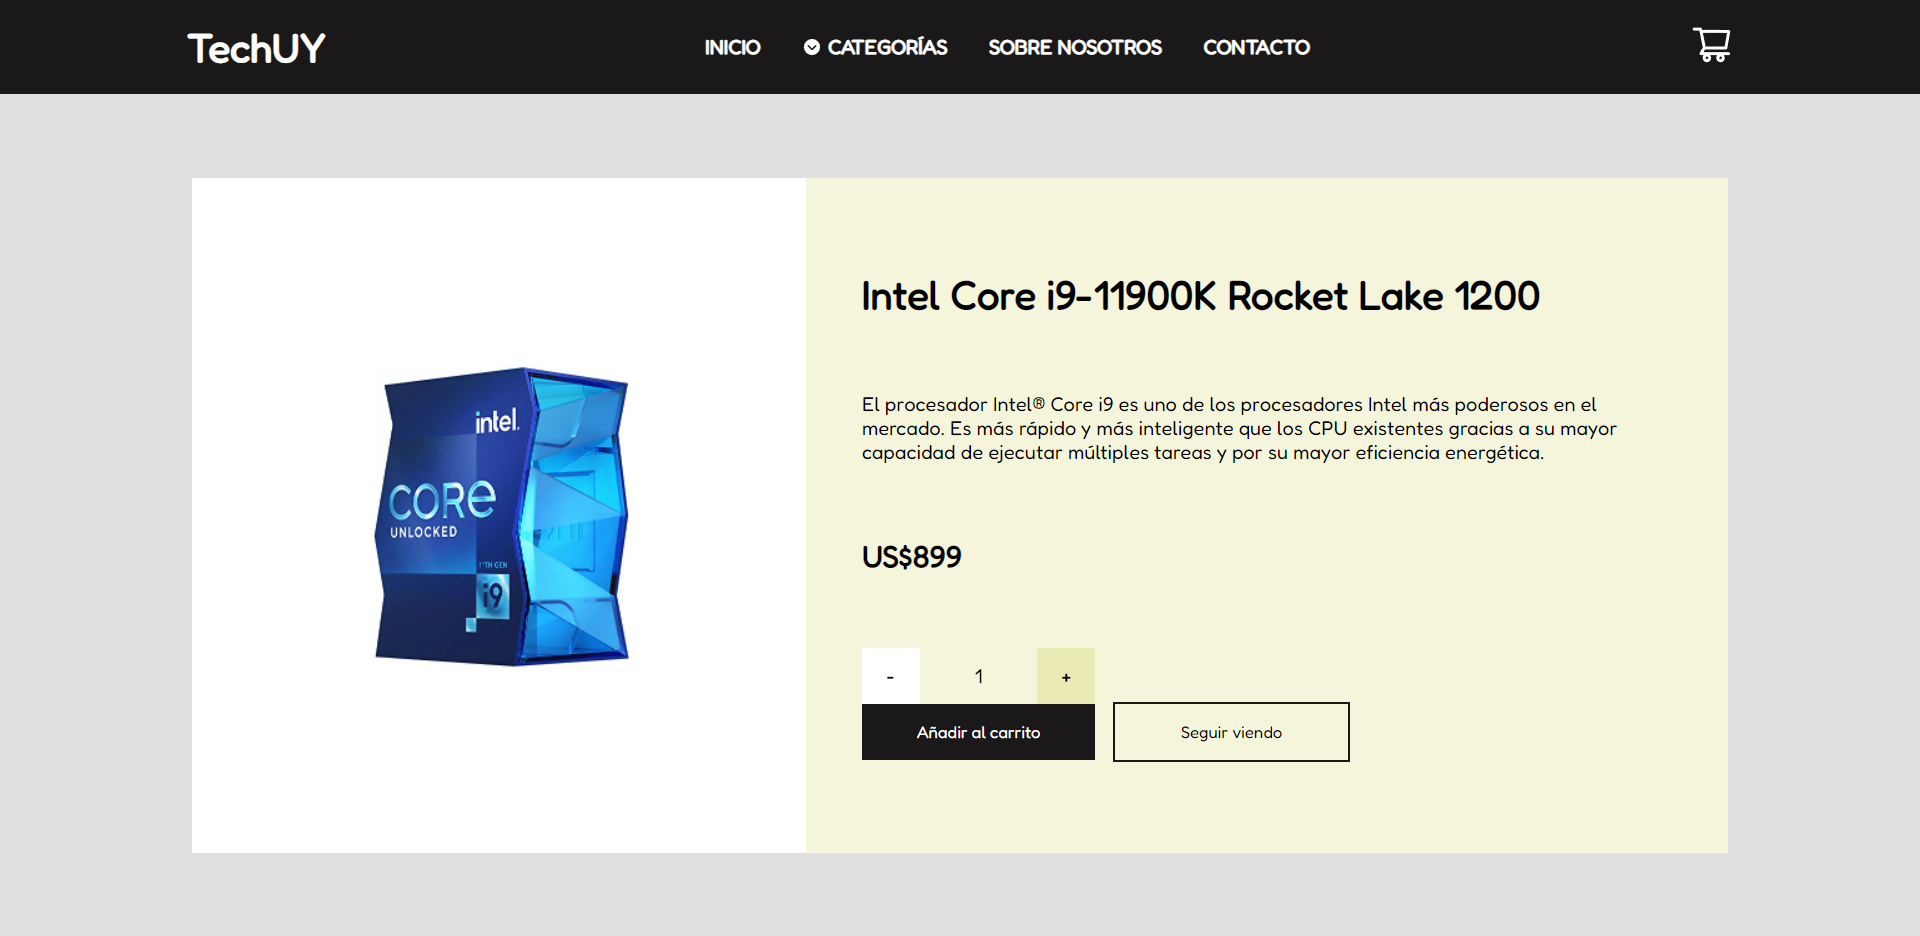 TechUY
INICIO
CATEGORÍAS
SOBRE NOSOTROS
CONTACTO
intel.
CORE
UNLOCKED
11TH GEN
i9
Intel Core i9-11900K Rocket Lake 1200
El procesador Intel® Core i9 es uno de los procesadores Intel más poderosos en el
mercado. Es más rápido y más inteligente que los CPU existentes gracias a su mayor
capacidad de ejecutar múltiples tareas y por su mayor eficiencia energética.
US$899
- 1 +
Añadir al carrito
Seguir viendo